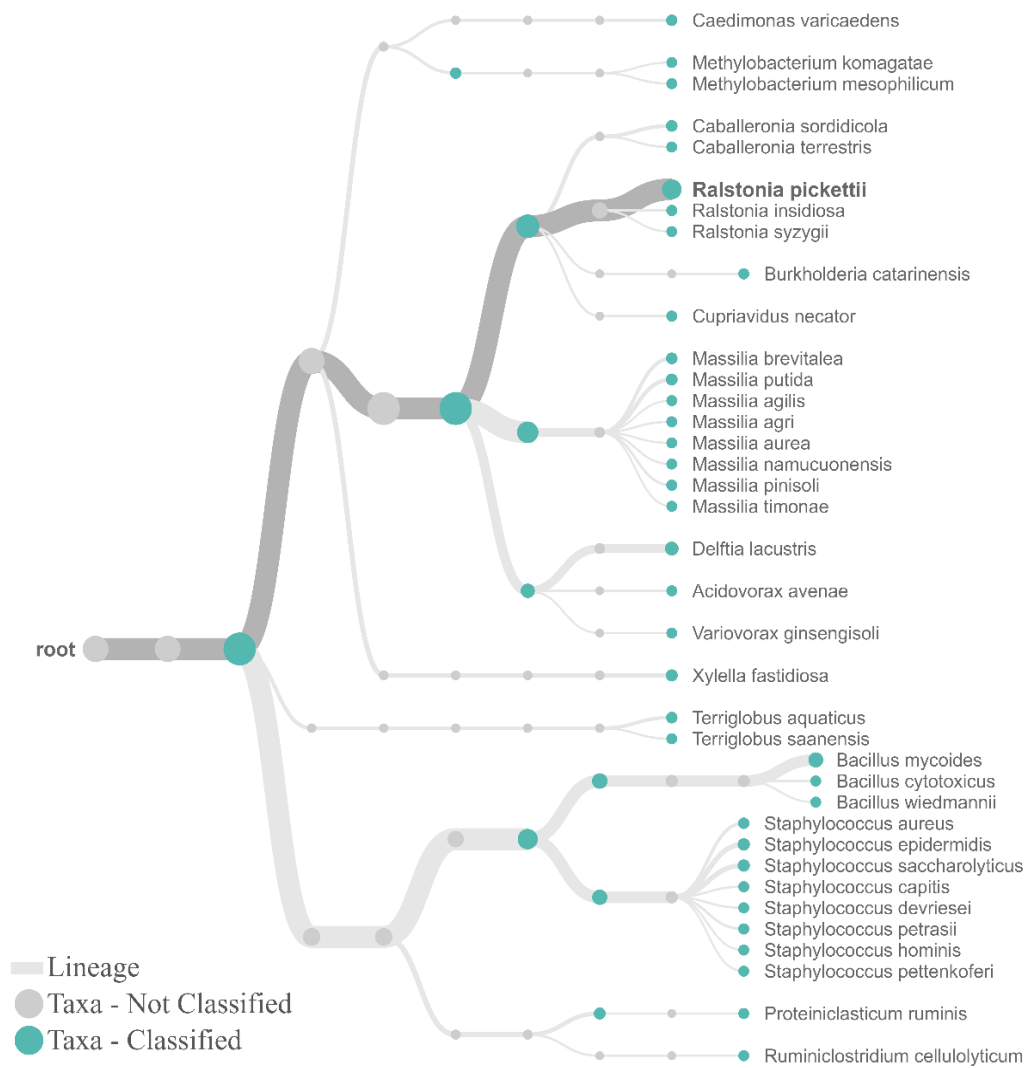 Caedimonas varicaedens
Methylobacterium komagatae
Methylobacterium mesophilicum
Caballeronia sordidicola
Caballeronia terrestris
Ralstonia pickettii
Ralstonia insidiosa
Ralstonia syzygii
Burkholderia catarinensis
Cupriavidus necator
Massilia brevitalea
Massilia putida
Massilia agilis
Massilia agri
Massilia aurea
Massilia namucuonensis
Massilia pinisoli
Massilia timonae
Delftia lacustris
Acidovorax avenae
Variovorax ginsengisoli
root
Xylella fastidiosa
Terriglobus aquaticus
Terriglobus saanensis
Bacillus mycoides
Bacillus cytotoxicus
Bacillus wiedmannii
Staphylococcus aureus
Staphylococcus epidermidis
Staphylococcus saccharolyticus
Staphylococcus capitis
Staphylococcus devriesei
Staphylococcus petrasii
Staphylococcus hominis
Staphylococcus pettenkoferi
Proteiniclasticum ruminis
Ruminiclostridium cellulolyticum
Lineage
Taxa - Not Classified
Taxa - Classified